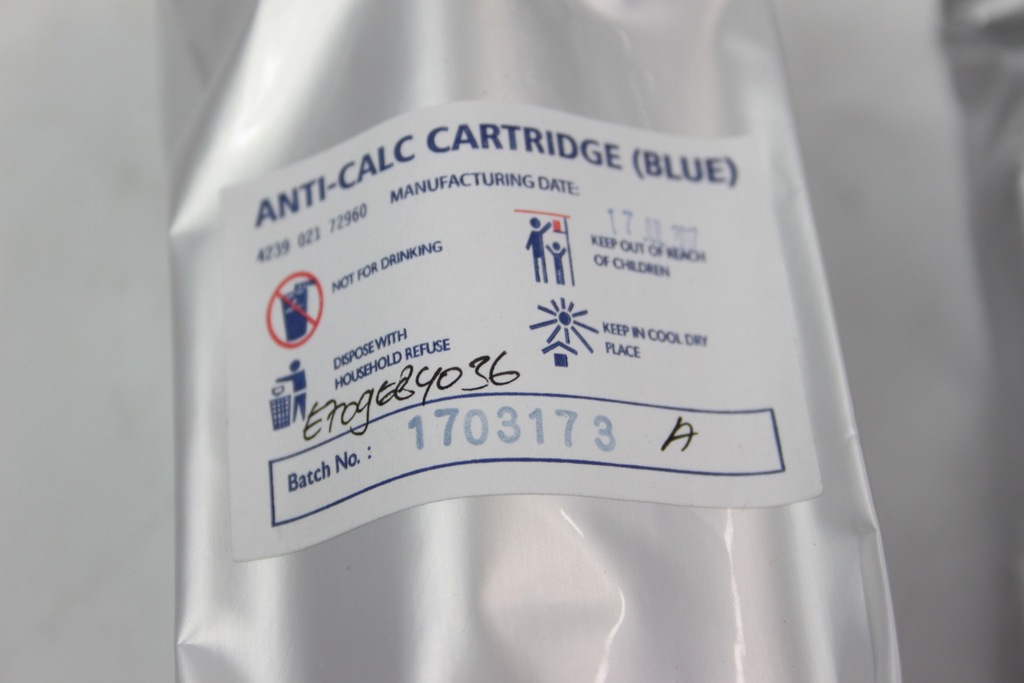 ANTI-CALC CARTRIDGE (BLUE)
4239 021 72960 MANUFACTURING DATE:
17
NOT FOR DRINKING
KEEP OUT OF REACH
OF CHILDREN
DISPOSE WITH
HOUSEHOLD REFUSE
KEEP IN COOL DRY
PLACE
Batch No. : 1703173 A